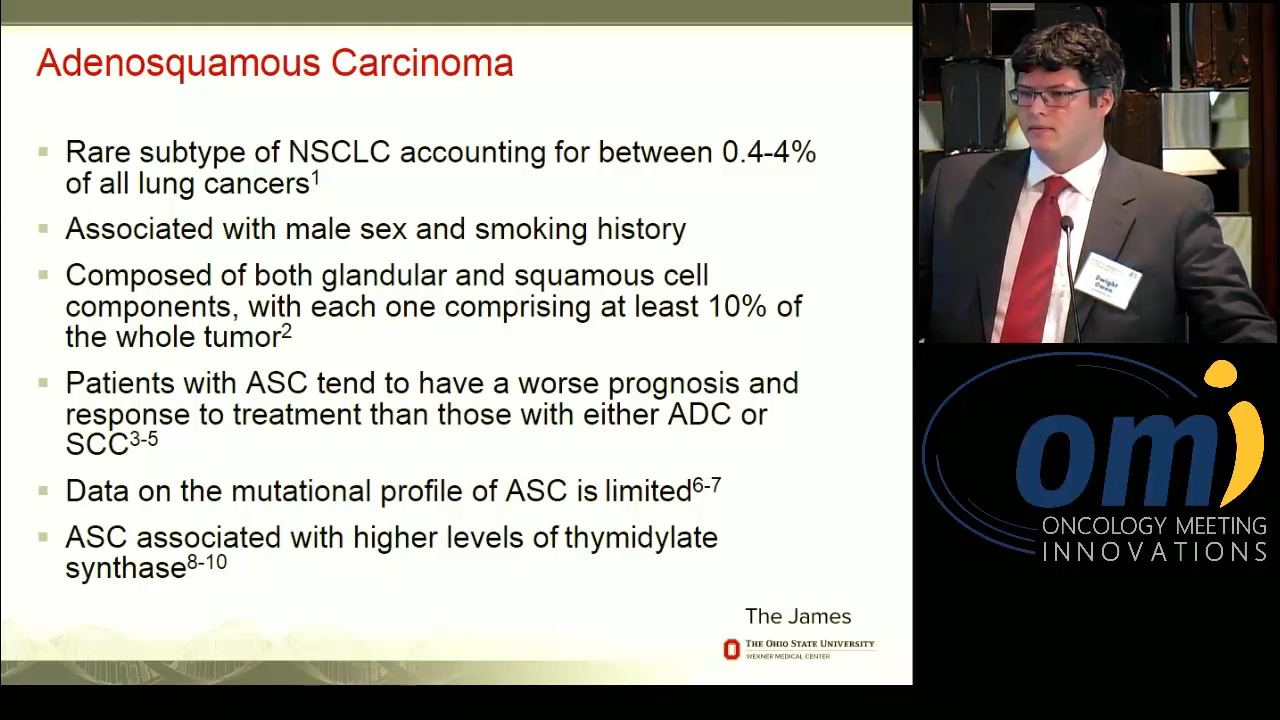 Adenosquamous Carcinoma
Rare subtype of NSCLC accounting for between 0.4-4%
of all lung cancers1
Associated with male sex and smoking history
Composed of both glandular and squamous cell
components, with each one comprising at least 10% of
the whole tumor2
Patients with ASC tend to have a worse prognosis and
response to treatment than those with either ADC or
SCC3-5
Data on the mutational profile of ASC is limited6-7
ASC associated with higher levels of thymidylate
synthase8-10
The James
THE OHIO STATE UNIVERSITY
WEXNER MEDICAL CENTER
Dwight
Owen
omi
ONCOLOGY MEETING
INNOVATIONS